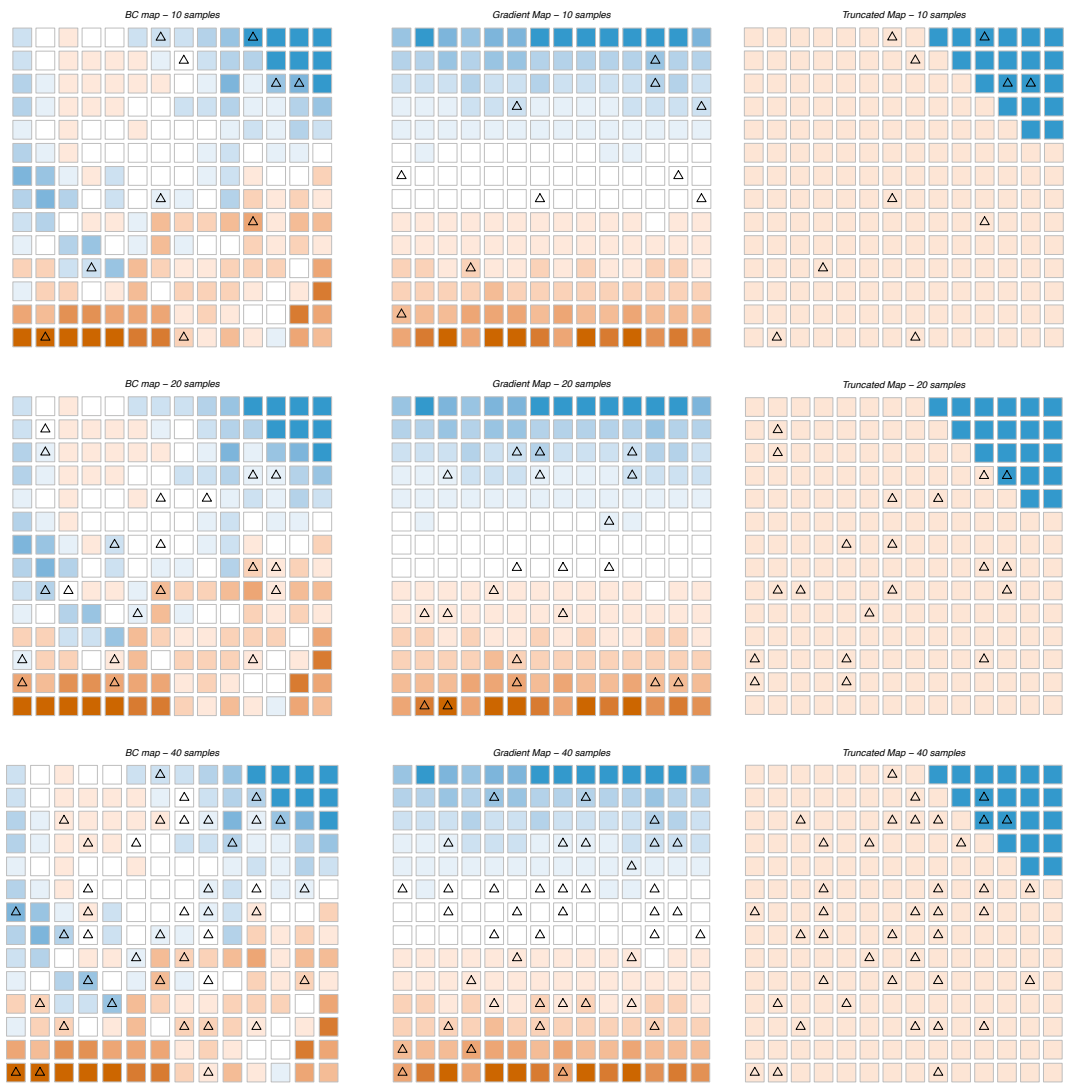 BC map – 10 samples
Gradient Map – 10 samples
Truncated Map – 10 samples
BC map – 20 samples
Gradient Map – 20 samples
Truncated Map – 20 samples
BC map – 40 samples
Gradient Map – 40 samples
Truncated Map – 40 samples